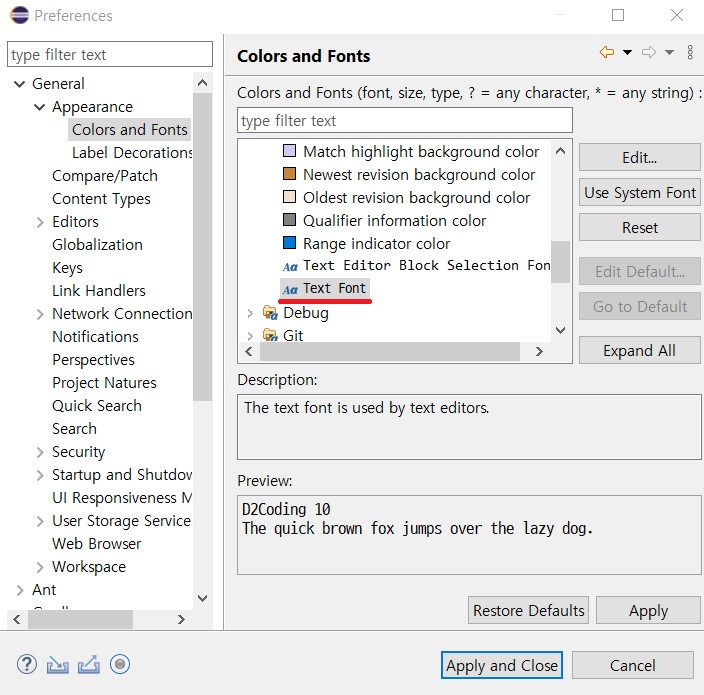 Preferences
type filter text
General
Appearance
Colors and Fonts
Label Decorations
Compare/Patch
Content Types
Editors
Globalization
Keys
Link Handlers
Network Connection
Notifications
Perspectives
Project Natures
Quick Search
Search
Security
Startup and Shutdov
UI Responsiveness M
User Storage Service
Web Browser
Workspace
Ant
Colors and Fonts
Colors and Fonts (font, size, type, ? = any character, * = any string) :
type filter text
Match highlight background color
Newest revision background color
Oldest revision background color
Qualifier information color
Range indicator color
Aa Text Editor Block Selection Fon
Aa Text Font
Debug
Git
Edit...
Use System Font
Reset
Edit Default...
Go to Default
Expand All
Description:
The text font is used by text editors.
Preview:
D2Coding 10
The quick brown fox jumps over the lazy dog.
Restore Defaults
Apply
?
Apply and Close
Cancel